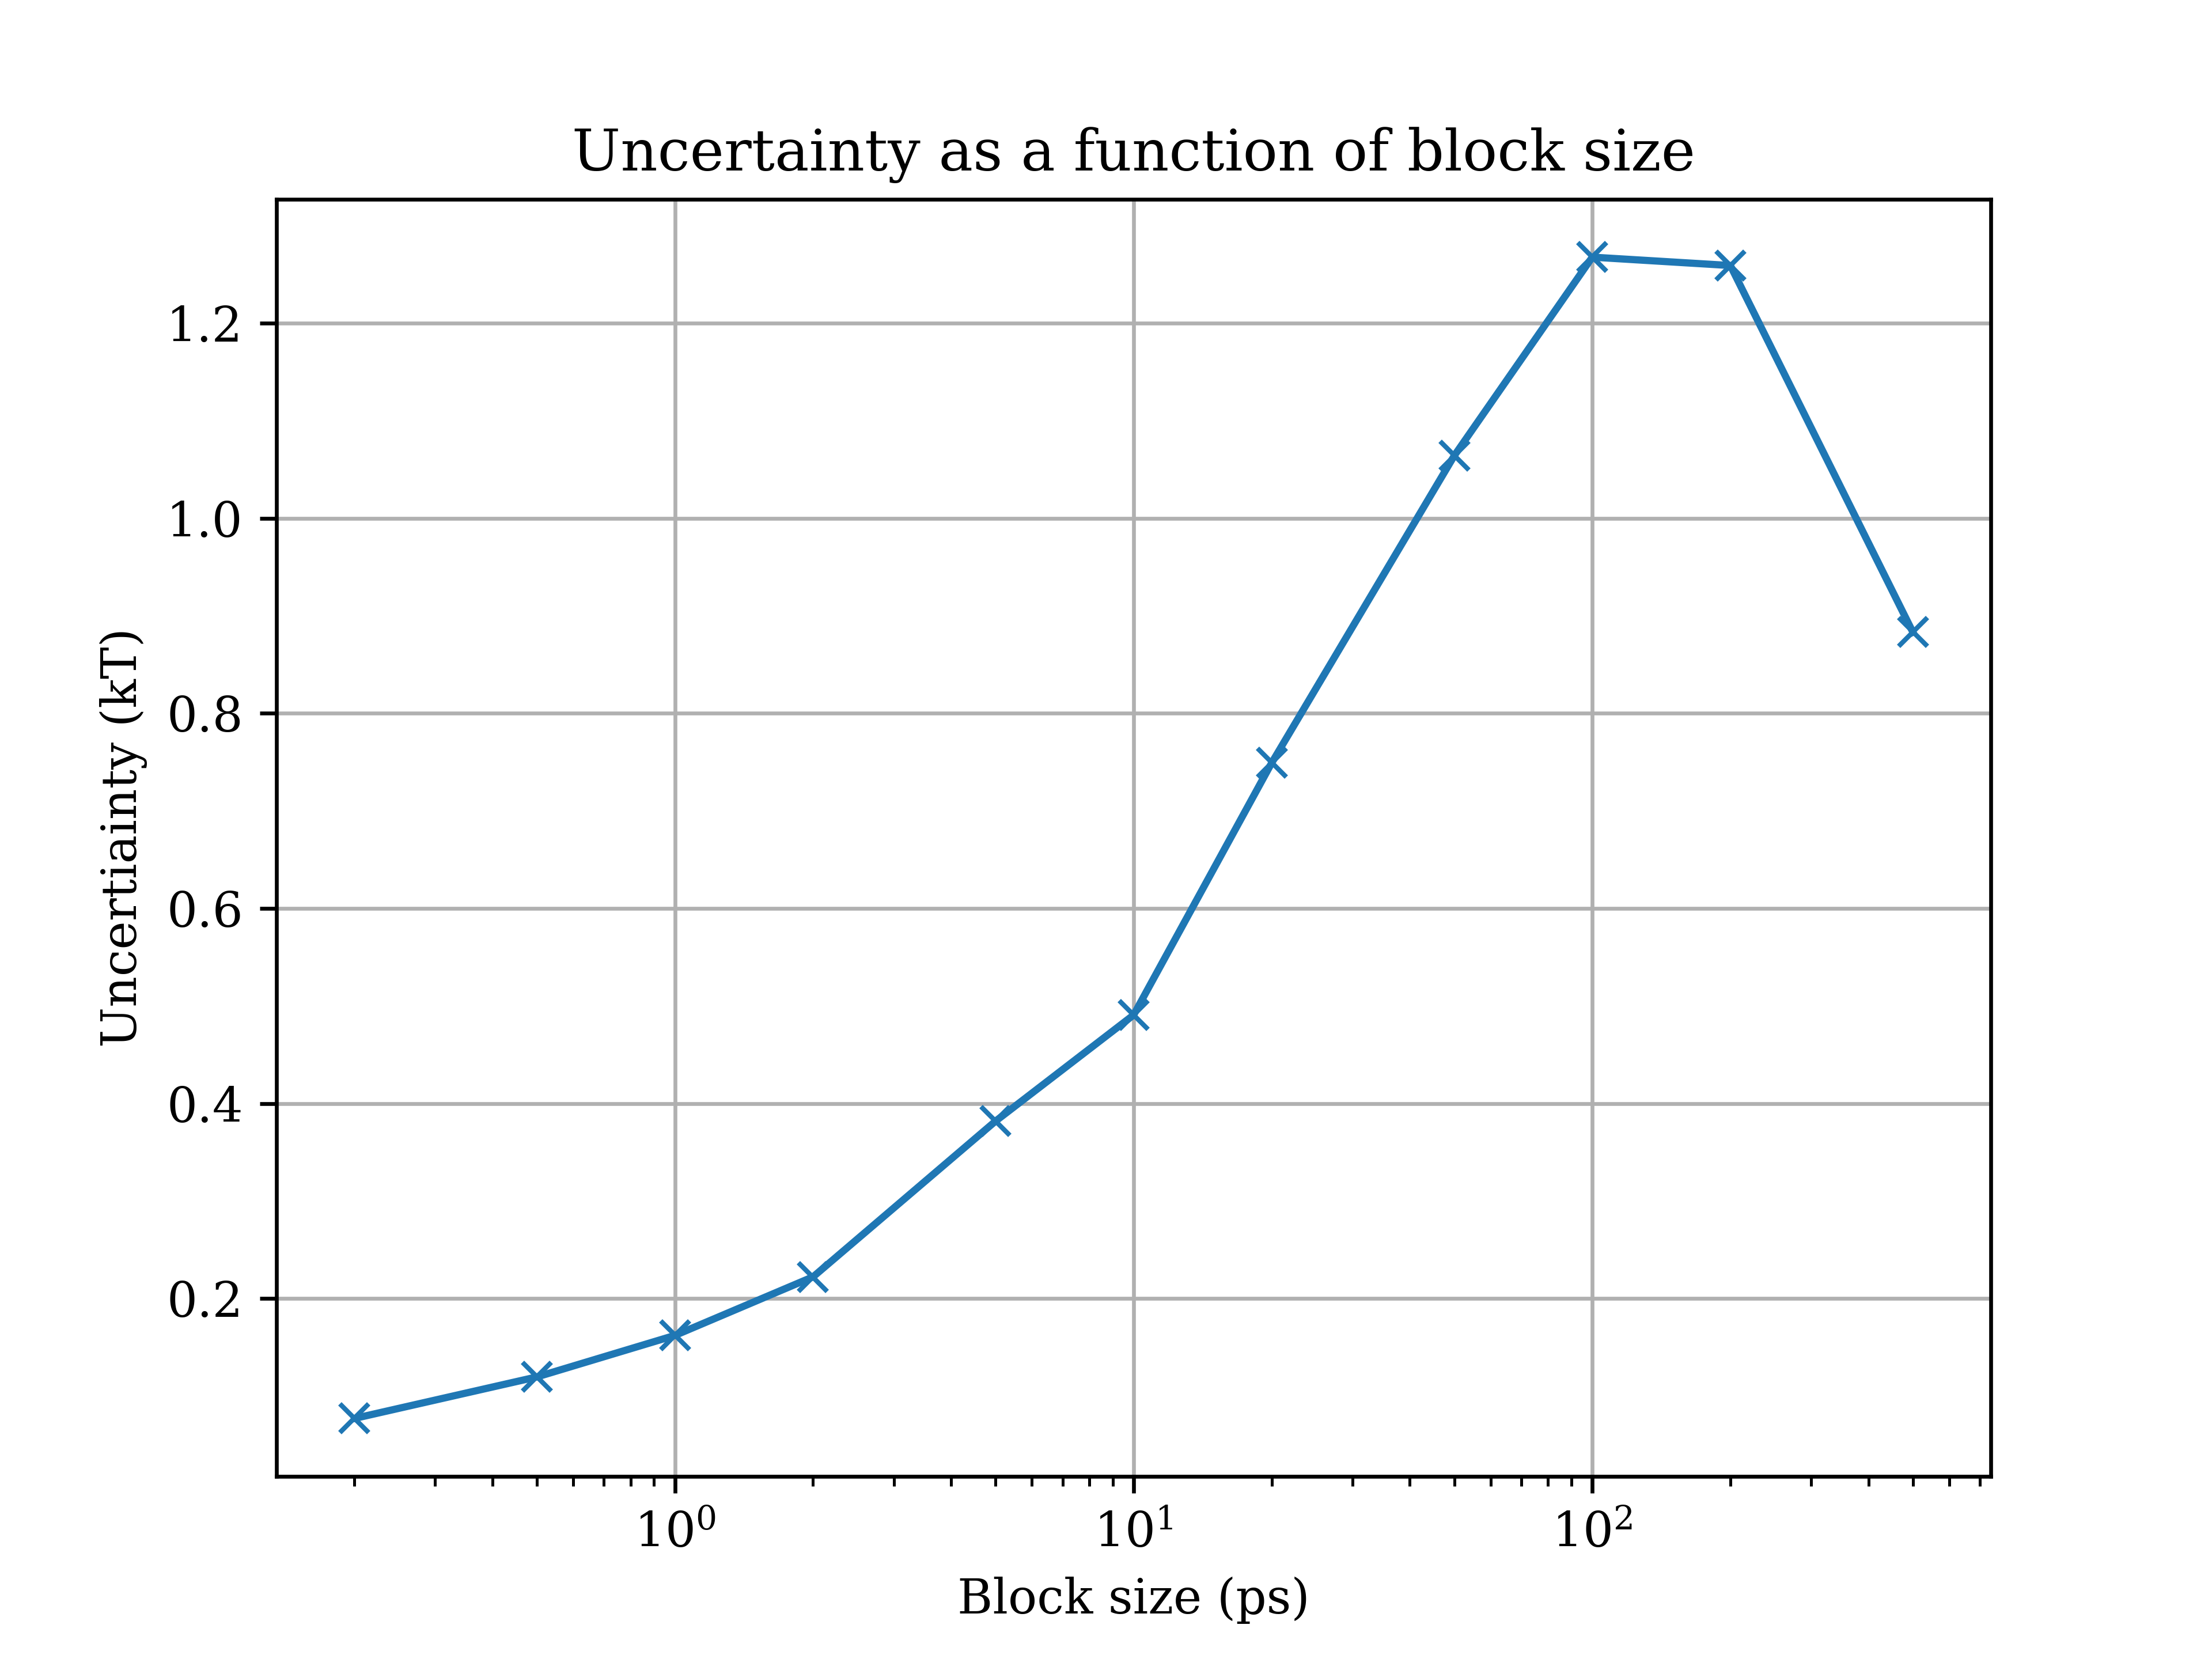 Uncertainty as a function of block size
Uncertiainty (kT)
1.2
1.0
0.8
0.6
0.4
0.2
10⁰ 10¹ 10²
Block size (ps)